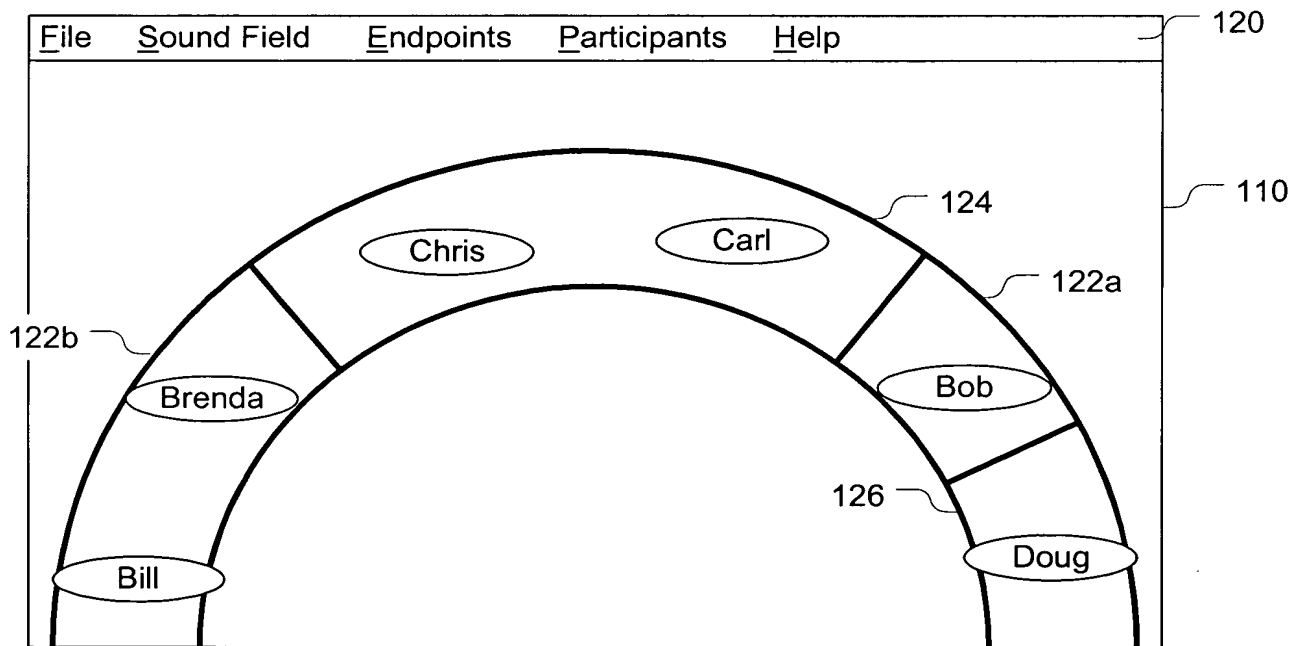 120
File Sound Field Endpoints Participants Help
110
124
Chris Carl
122a
122b
Brenda Bob
126
Bill Doug